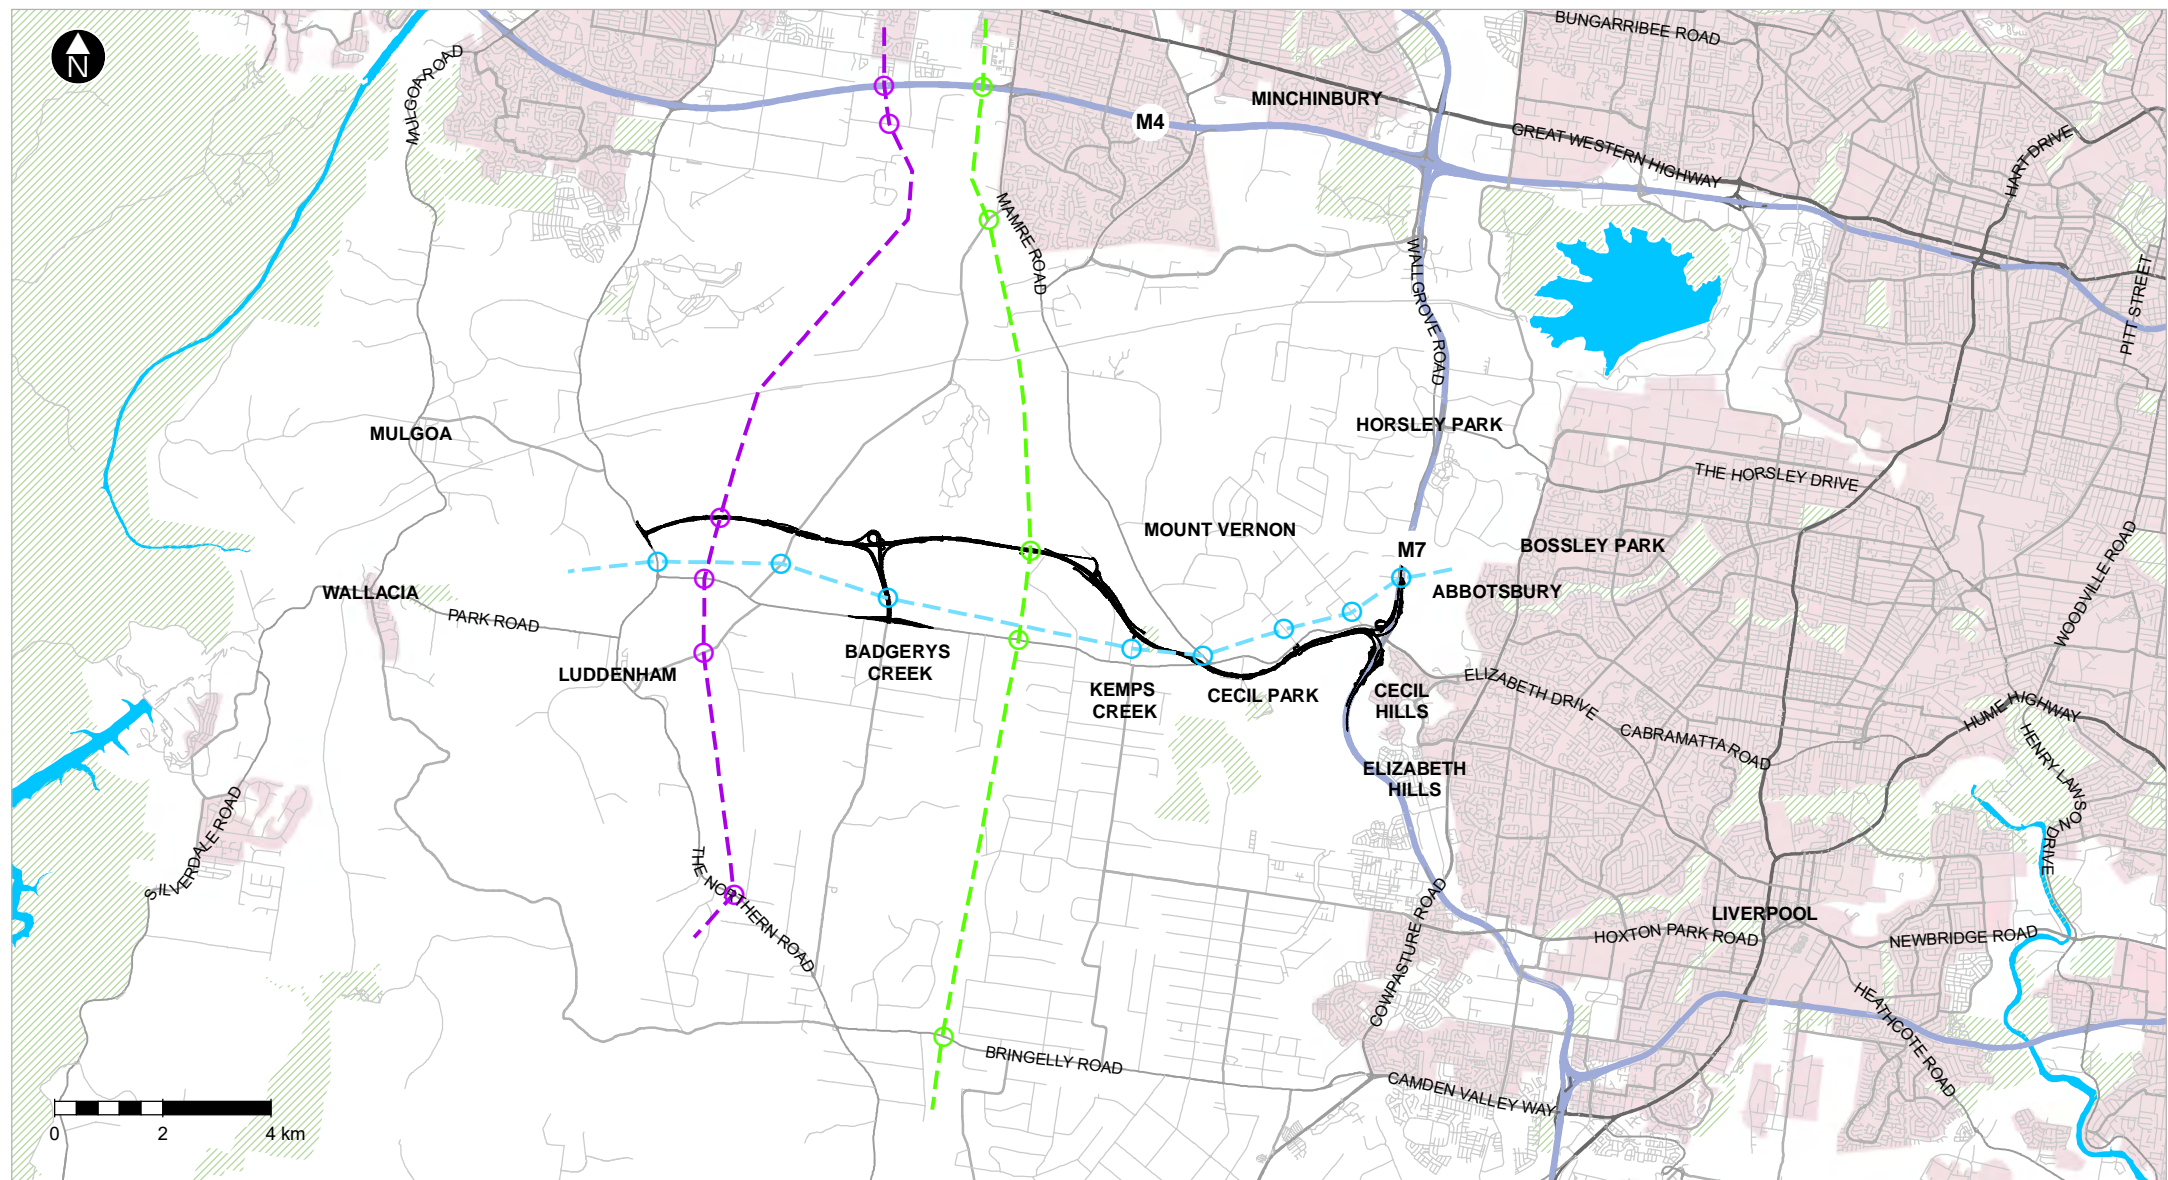 BUNGARRIBEE ROAD
N
MULGOA ROAD
MINCHINBURY
M4
GREAT WESTERN HIGHWAY
HART DRIVE
MAMRE ROAD
WALLGROVE ROAD
PITT STREET
MULGOA
HORSLEY PARK
THE HORSLEY DRIVE
MOUNT VERNON
M7
BOSSLEY PARK
WOODVILLE ROAD
WALLACIA
ABBOTSBURY
PARK ROAD
BADGERYS
CREEK
LUDDENHAM
KEMPS
CREEK
CECIL PARK
CECIL
HILLS
ELIZABETH DRIVE
HUME HIGHWAY
CABRAMATTA ROAD
HENRY LAWSON DRIVE
ELIZABETH
HILLS
SILVERDALE ROAD
THE NORTHERN ROAD
COWPASTURE ROAD
LIVERPOOL
HOXTON PARK ROAD
NEWBRIDGE ROAD
HEATHCOTE ROAD
BRINGELLY ROAD
CAMDEN VALLEY WAY
0 2 4 km